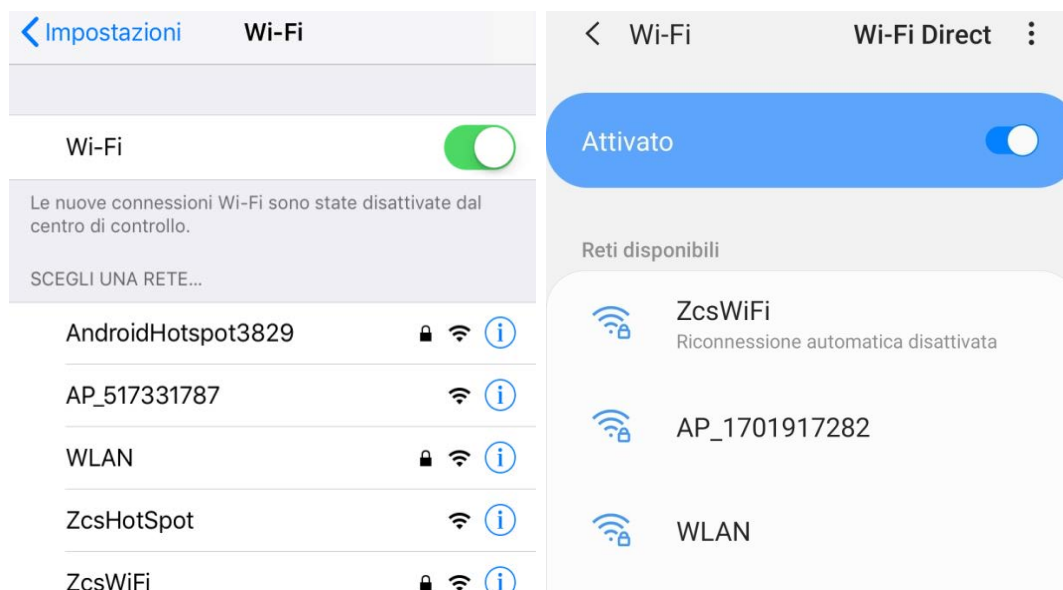 Impostazioni
Wi-Fi
Wi-Fi
Le nuove connessioni Wi-Fi sono state disattivate dal
centro di controllo.
SCEGLI UNA RETE...
AndroidHotspot3829
AP_517331787
WLAN
ZcsHotSpot
ZcsWiFi
Wi-Fi
Wi-Fi Direct
Attivato
Reti disponibili
ZcsWiFi
Riconnessione automatica disattivata
AP_1701917282
WLAN